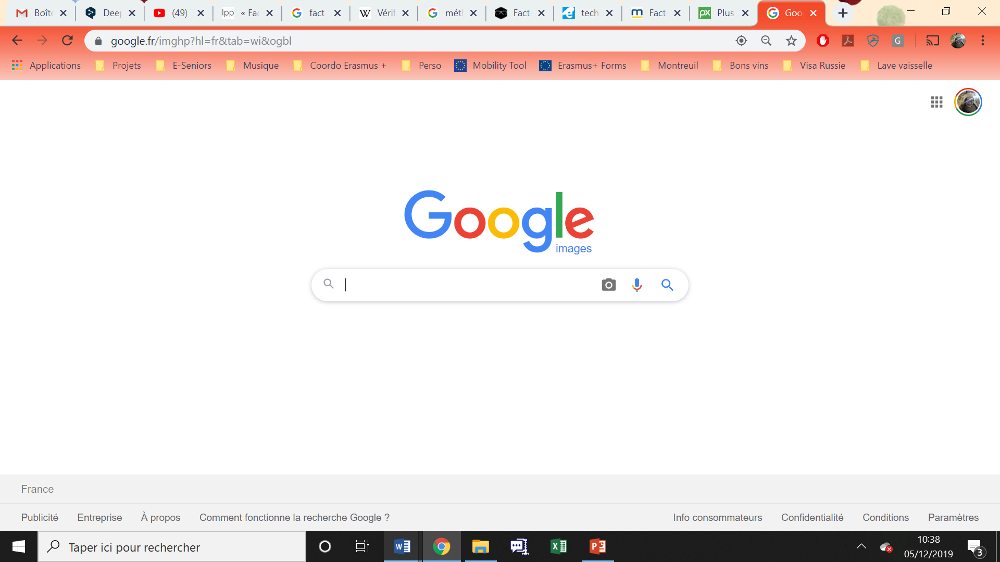 Boîte
Deep
(49)
lpp « Fac
fact
W Vérif
mét
Fact
tech
m Fact
px Plus
Goo
google.fr/imghp?hl=fr&tab=wi&ogbl
G
Applications
Projets
E-Seniors
Musique
Coordo Erasmus +
Perso
Mobility Tool
Erasmus+ Forms
Montreuil
Bons vins
Visa Russie
Lave vaisselle
Google
images
France
Publicité
Entreprise
À propos
Comment fonctionne la recherche Google ?
Info consommateurs
Confidentialité
Conditions
Paramètres
Taper ici pour rechercher
10:38
05/12/2019
3